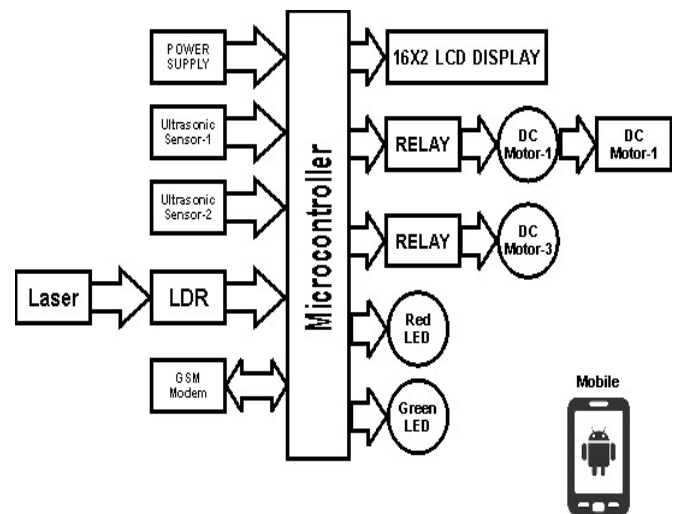 POWER
SUPPLY
Ultrasonic
Sensor-1
Ultrasonic
Sensor-2
Laser
LDR
GSM
Modem
Microcontroller
16X2 LCD DISPLAY
RELAY
DC
Motor-1
DC
Motor-1
RELAY
DC
Motor-3
Red
LED
Green
LED
Mobile